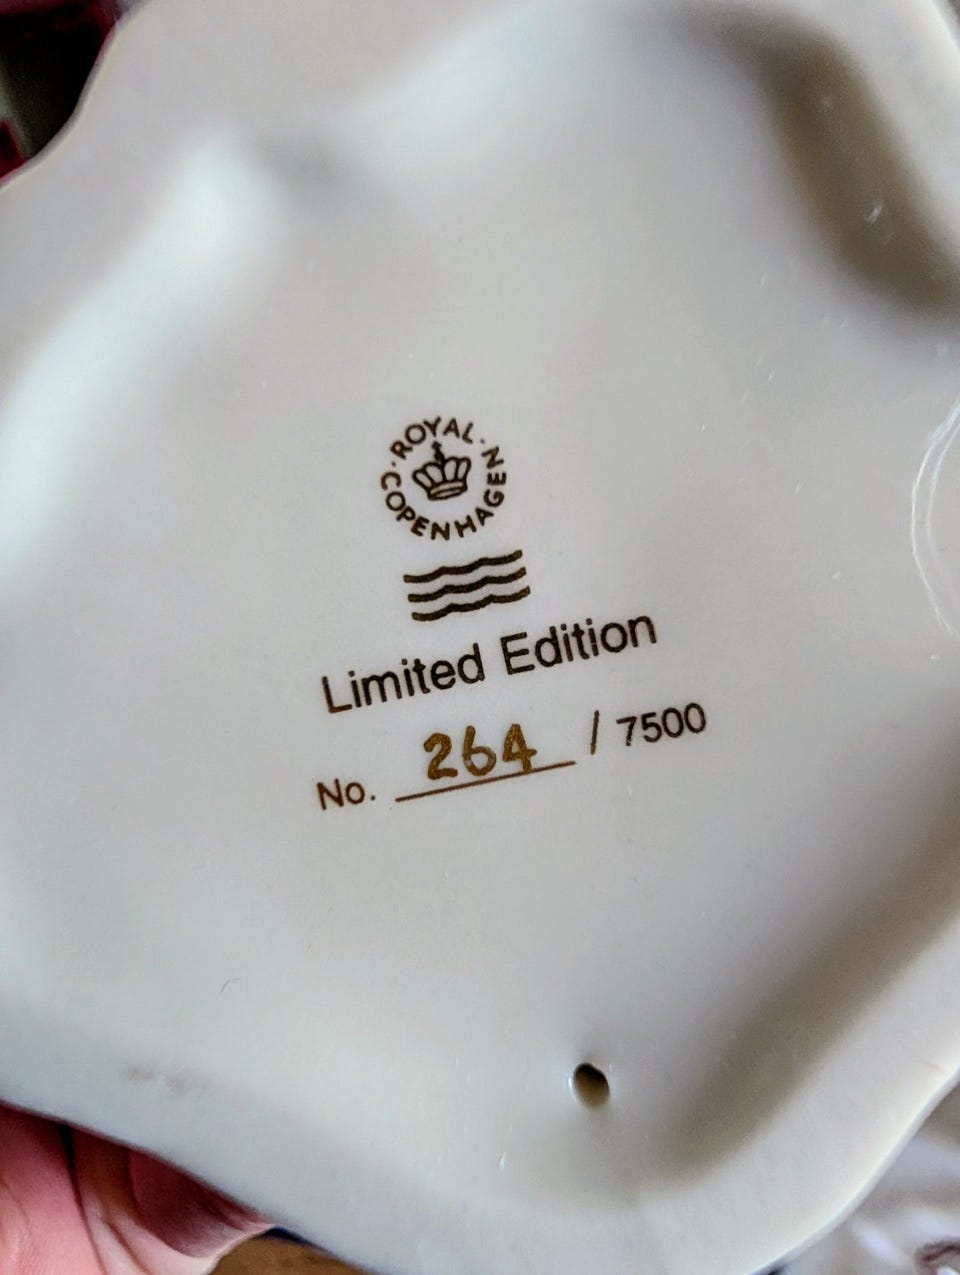 ROYAL
COPENHAGEN
Limited Edition
No. 264 / 7500